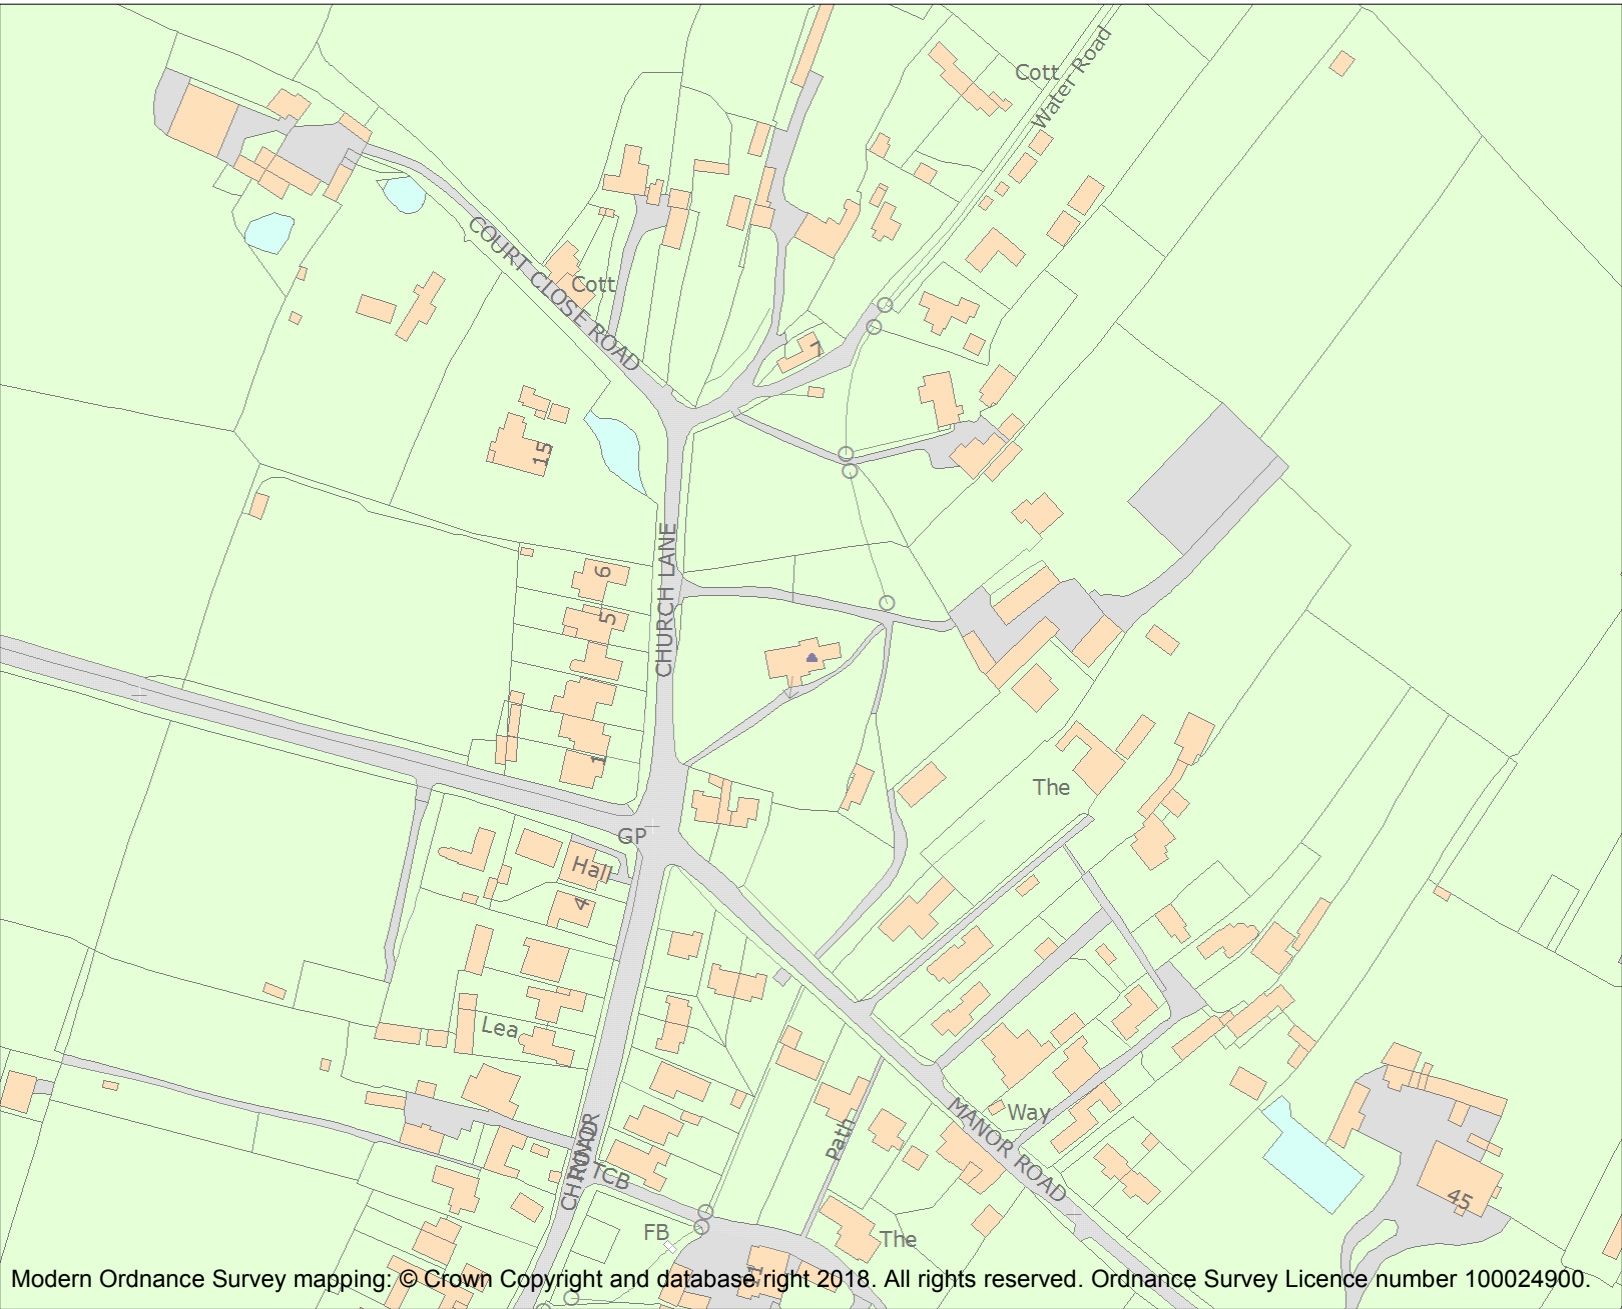 Cott
Water Road
COURT CLOSE ROAD
Cott
7
15
CHURCH LANE
6
5
1
The
GP
Hall
4
Lea
Way
MANOR ROAD
Path
TCB
FB
The
45
Modern Ordnance Survey mapping: © Crown Copyright and database right 2018. All rights reserved. Ordnance Survey Licence number 100024900.